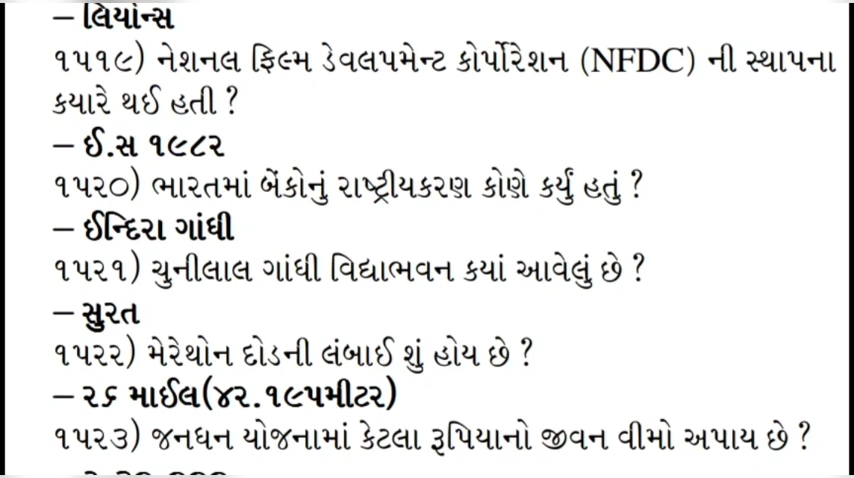 – લિયાંન્સ
૧૫૧૯) નેશનલ ફિલ્મ ડેવલપમેન્ટ કોર્પોરેશન (NFDC) ની સ્થાપના
કયારે થઈ હતી ?
– ઈ.સ ૧૯૮૨
૧૫૨૦) ભારતમાં બેંકોનું રાષ્ટ્રીયકરણ કોણે કર્યું હતું ?
– ઈન્દિરા ગાંધી
૧૫૨૧) ચુનીલાલ ગાંધી વિદ્યાભવન કયાં આવેલું છે ?
– સુરત
૧૫૨૨) મેરેથોન દોડની લંબાઈ શું હોય છે ?
– ૨૬ માઈલ(૪૨.૧૯૫મીટર)
૧૫૨૩) જનધન યોજનામાં કેટલા રૂપિયાનો જીવન વીમો અપાય છે ?